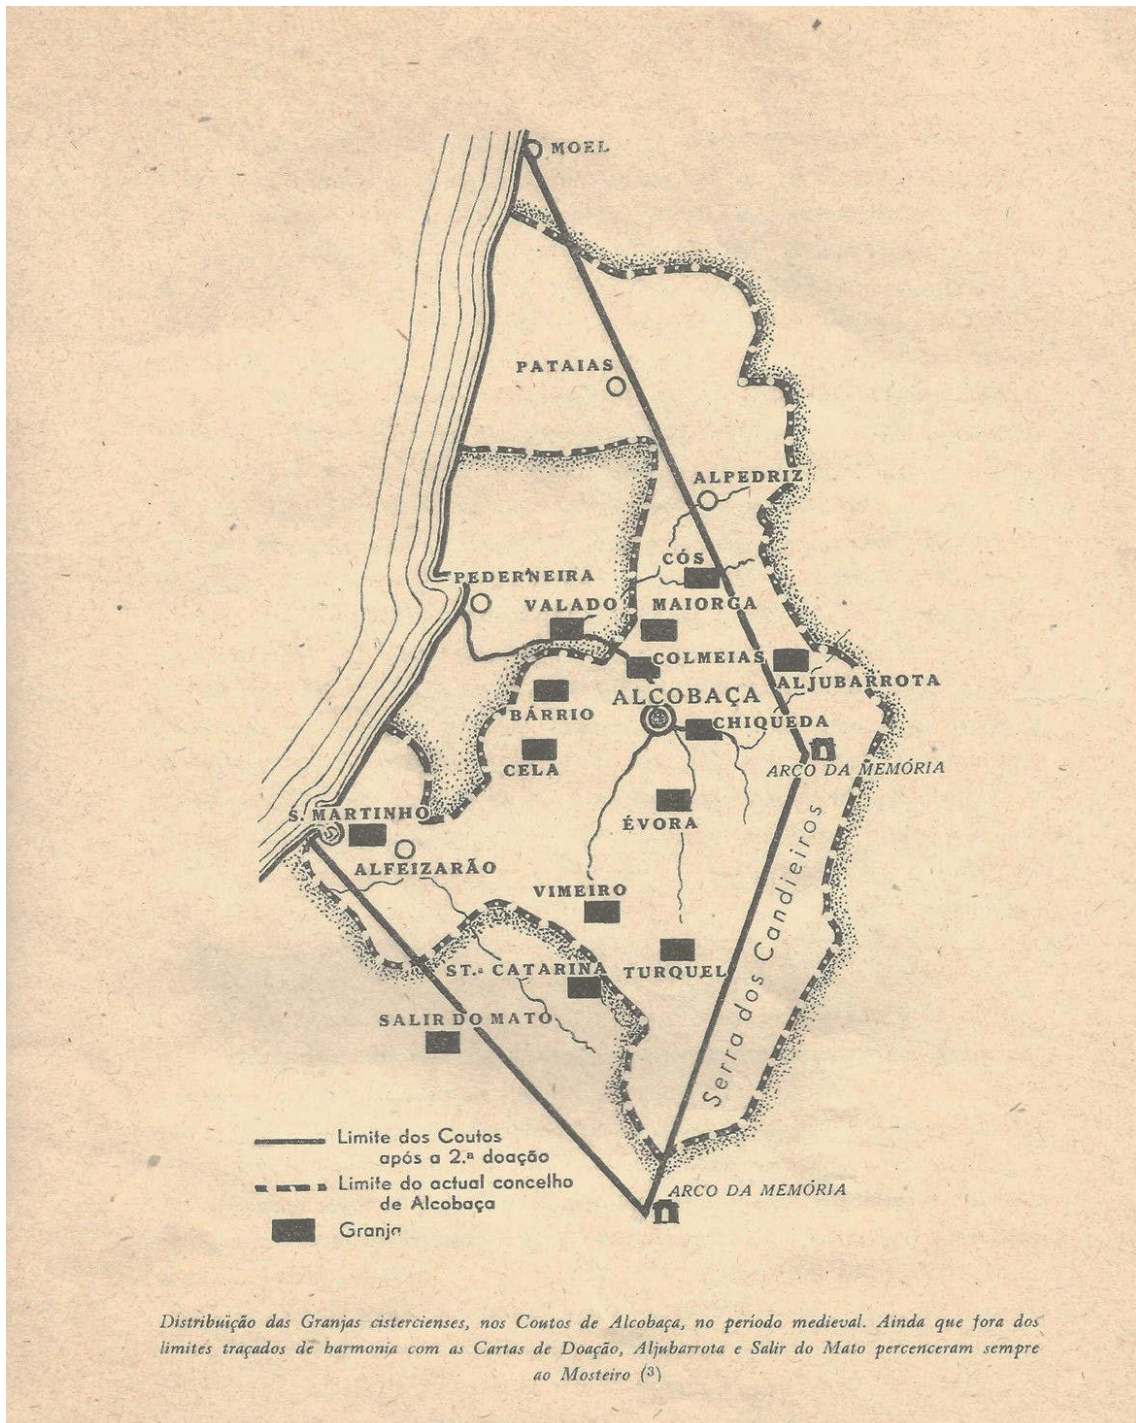 MOEL
PATAIAS
ALPEDRIZ
CÓS
PEDERNEIRA
VALADO
MAIORGA
COLMEIAS
ALJUBARROTA
ALCOBAÇA
BÁRRIO
CHIQUEDA
CELA
ARCO DA MEMÓRIA
S. MARTINHO
ÉVORA
ALFEIZARÃO
VIMEIRO
Serra dos Candieiros
ST.ª CATARINA
TURQUEL
SALIR DO MATO
Limite dos Coutos
após a 2.ª doação
Limite do actual concelho
de Alcobaça
ARCO DA MEMÓRIA
Granja
Distribuïção das Granjas cistercienses, nos Coutos de Alcobaça, no período medieval. Ainda que fora dos
limites traçados de harmonia com as Cartas de Doação, Aljubarrota e Salir do Mato percenceram sempre
ao Mosteiro (3)